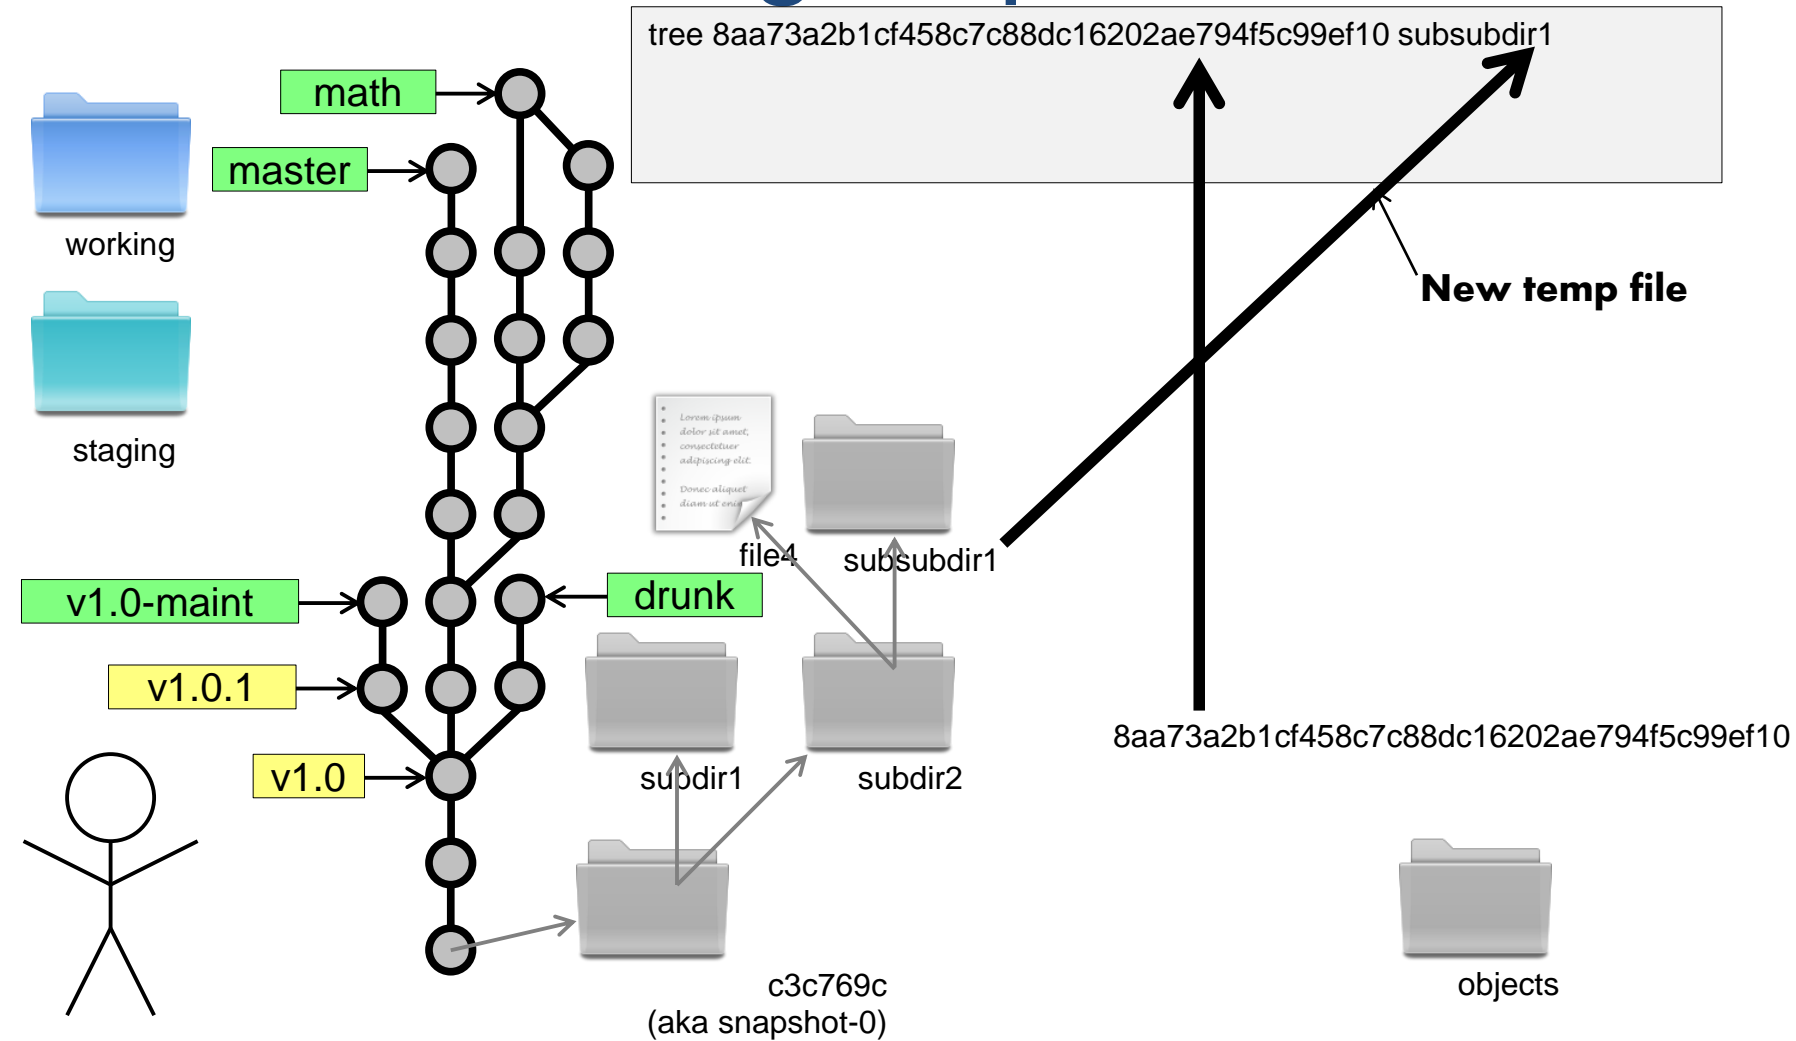 tree 8aa73a2b1cf458c7c88dc16202ae794f5c99ef10 subsubdir1
math
master
working
New temp file
staging
Lorem ipsum
dolor sit amet,
consectetuer
adipiscing elit.
Donec aliquet
diam ut
file4
subsubdir1
v1.0-maint
drunk
v1.0.1
8aa73a2b1cf458c7c88dc16202ae794f5c99ef10
v1.0
subdir1
subdir2
c3c769c
(aka snapshot-0)
objects